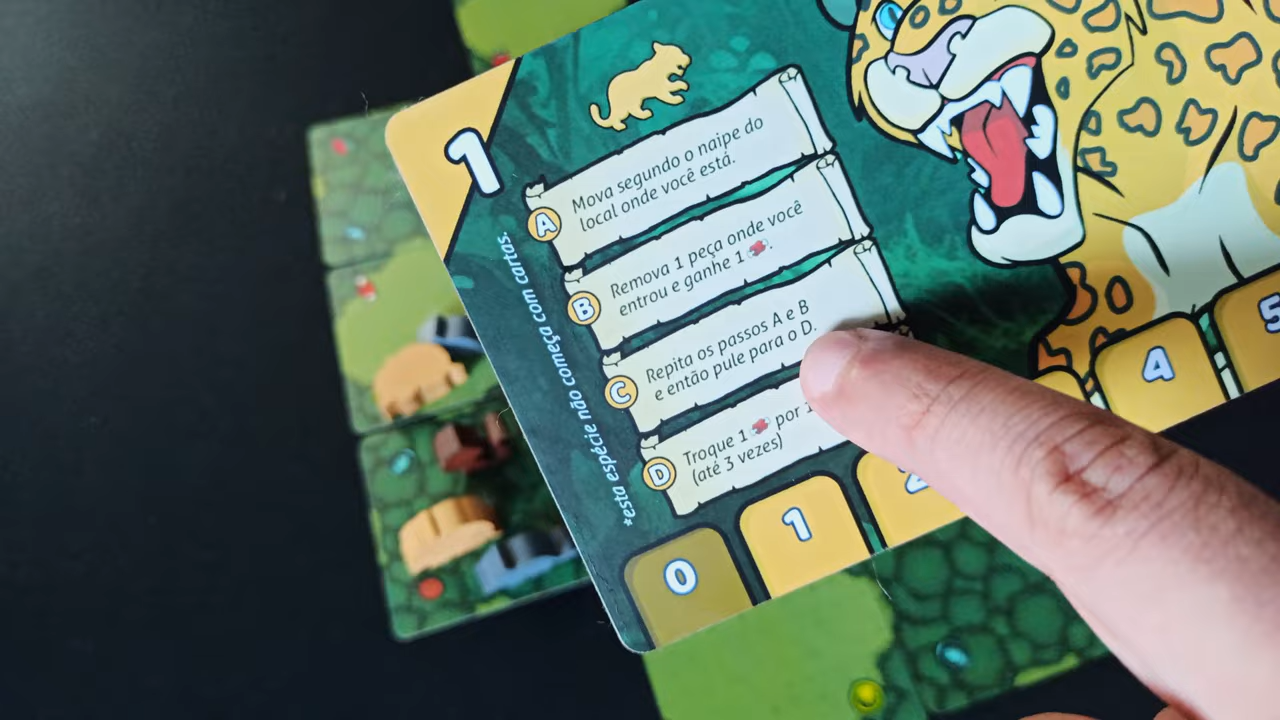 1
A
Mova segundo o naipe do
local onde você está.
B
Remova 1 peça onde você
entrou e ganhe 1 .
C
Repita os passos A e B
e então pule para o D.
D
Troque 1 por 1
(até 3 vezes)
*esta espécie não começa com cartas.
0
1
2
4
5